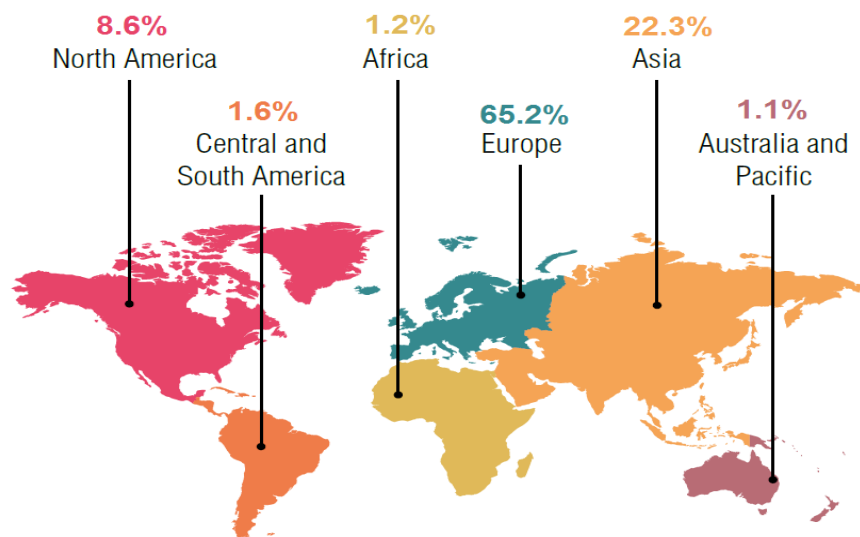 8.6%
North America
1.2%
Africa
22.3%
Asia
1.6%
Central and
South America
65.2%
Europe
1.1%
Australia and
Pacific